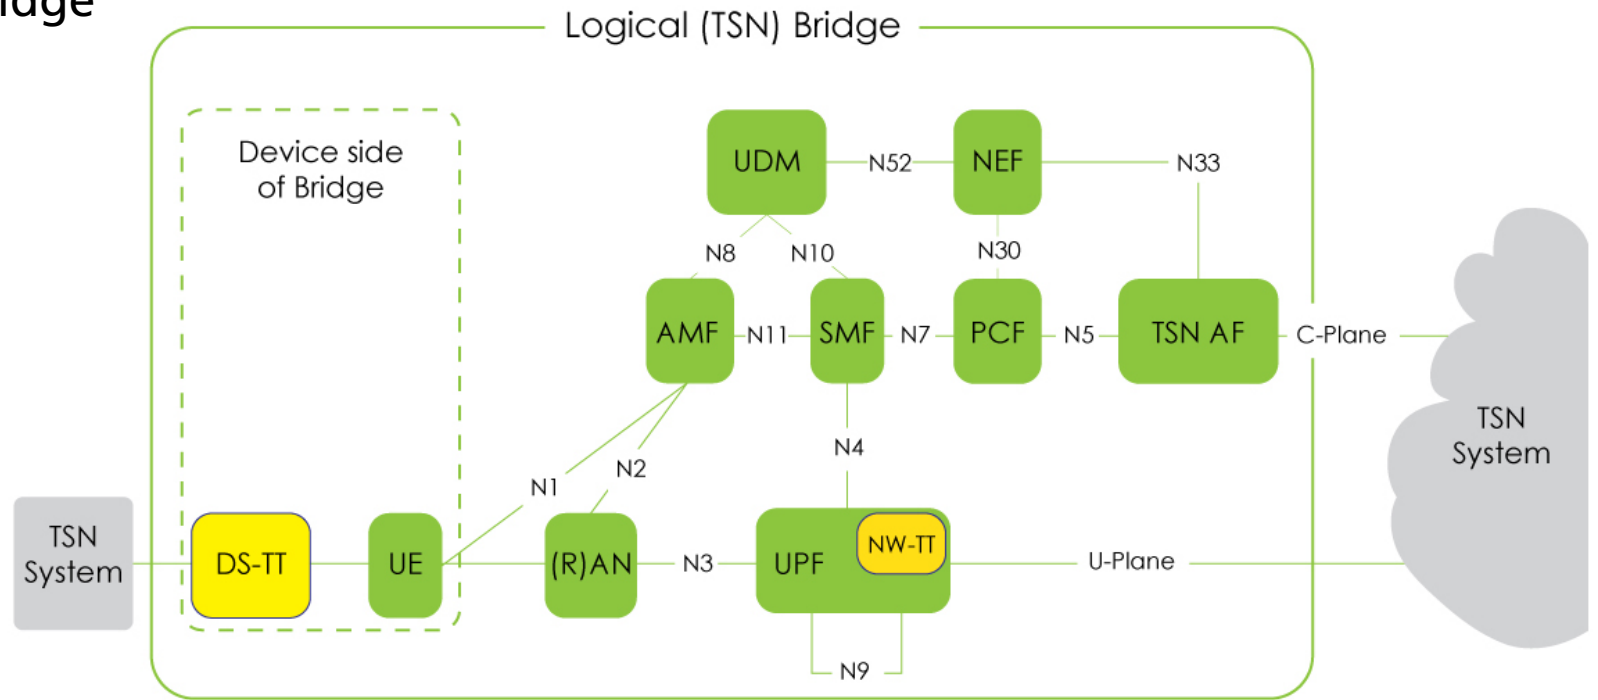 Logical (TSN) Bridge
Device side
of Bridge
UDM
N52
NEF
N33
N8
N10
N30
AMF
N11
SMF
N7
PCF
N5
TSN AF
C-Plane
TSN
System
N4
N2
N1
TSN
System
DS-TT
UE
(R)AN
N3
UPF
NW-TT
U-Plane
N9